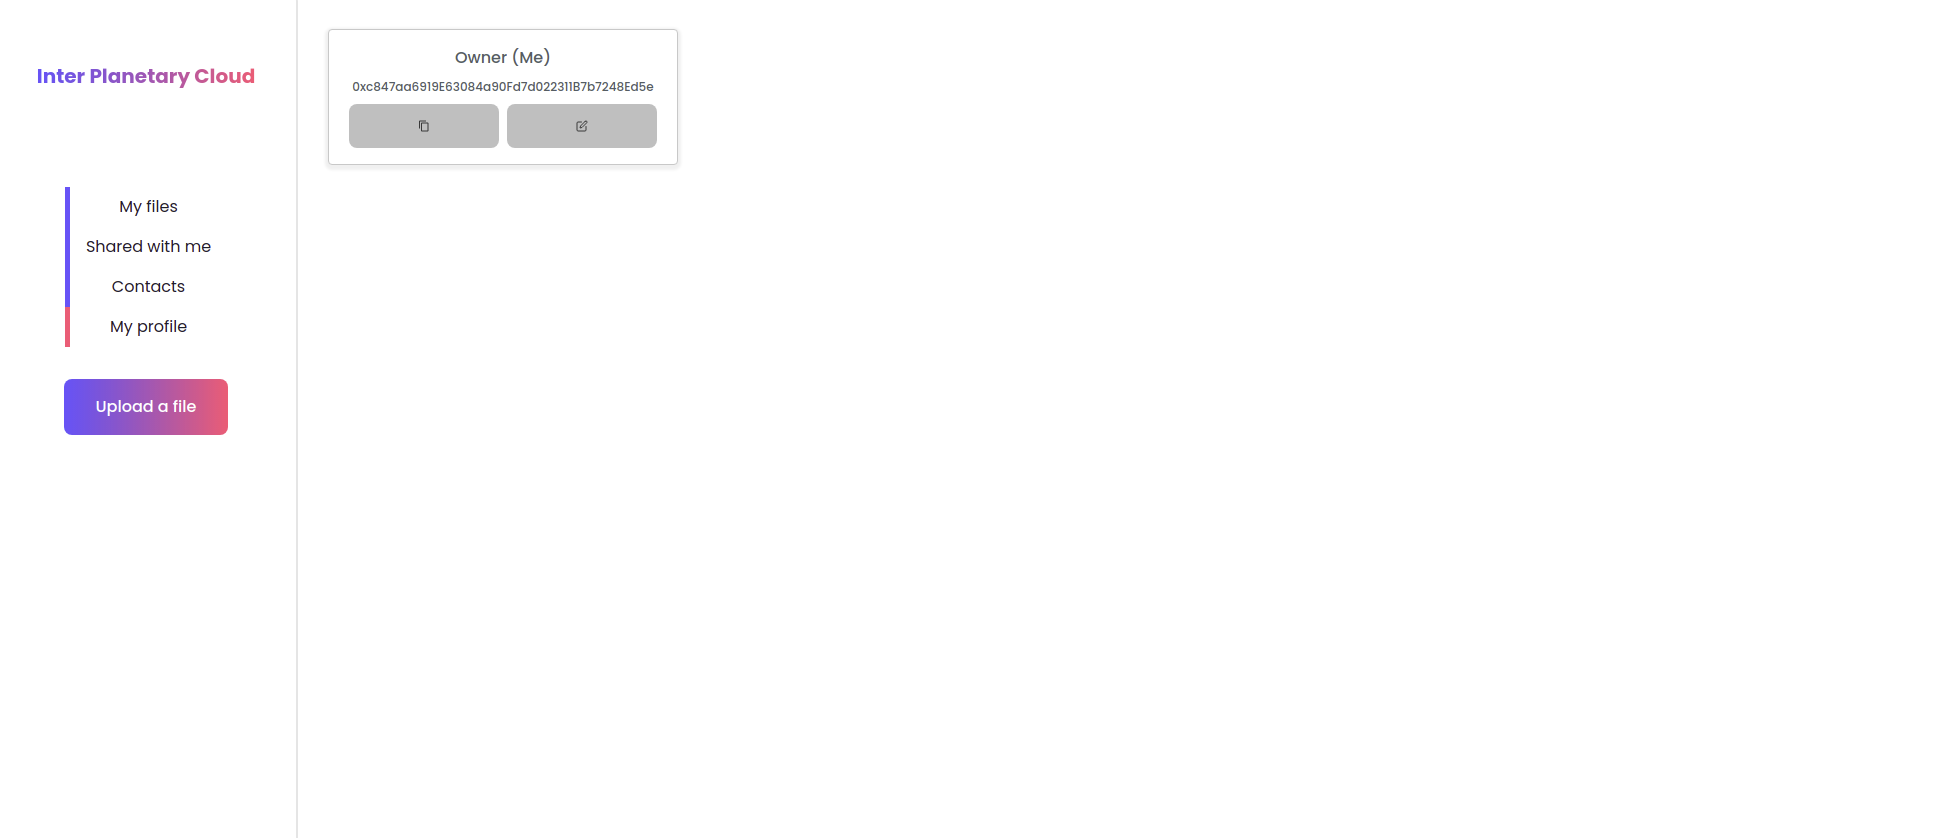 Inter Planetary Cloud
My files
Shared with me
Contacts
My profile
Upload a file
Owner (Me)
0xc847aa6919E63084a90Fd7d022311B7b7248Ed5e